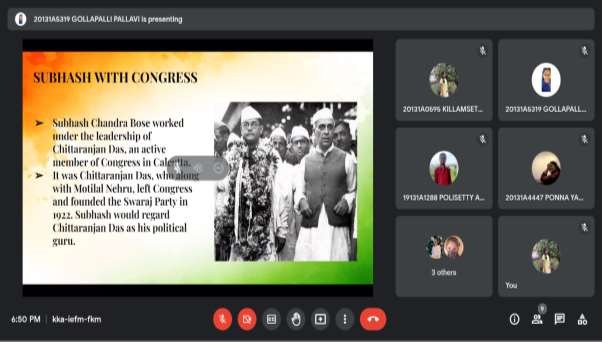 20131A5319 GOLLAPALLI PALLAVI is presenting
SUBHASH WITH CONGRESS
➤ Subhash Chandra Bose worked
under the leadership of
Chittaranjan Das, an active
member of Congress in Calcutta.
➤ It was Chittaranjan Das, who along
with Motilal Nehru, left Congress
and founded the Swaraj Party in
1922. Subhash would regard
Chittaranjan Das as his political
guru.
20131A0595 KILLAMSET...
20131A5319 GOLLAPALL...
19131A1288 POLISETTY A...
20131A4447 PONNA YA...
3 others
You
6:50 PM | kka-iefm-fkm
9